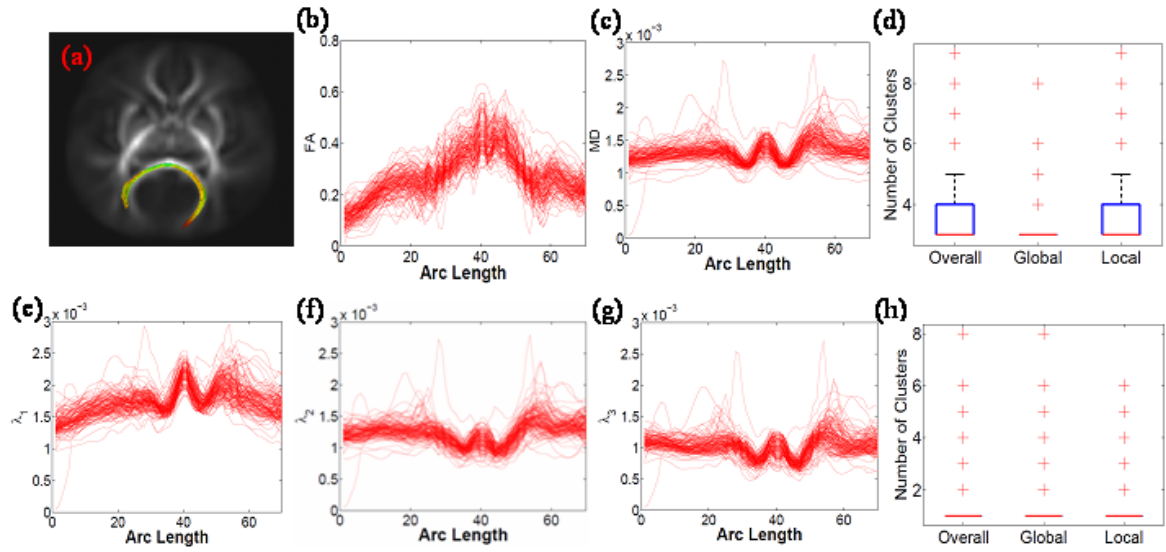 (a)
(b)
0.8
0.6
0.4
0.2
0
FA
0 20 40 60
Arc Length
(c)
3 × 10⁻³
2.5
2
1.5
1
0.5
0
MD
0 20 40 60
Arc Length
(d)
8
6
4
Number of Clusters
Overall Global Local
(e)
3 × 10⁻³
2.5
2
1.5
1
0.5
0
λ₁
0 20 40 60
Arc Length
(f)
3 × 10⁻³
2.5
2
1.5
1
0.5
0
λ₂
0 20 40 60
Arc Length
(g)
3 × 10⁻³
2.5
2
1.5
1
0.5
0
λ₃
0 20 40 60
Arc Length
(h)
8
6
4
2
Number of Clusters
Overall Global Local